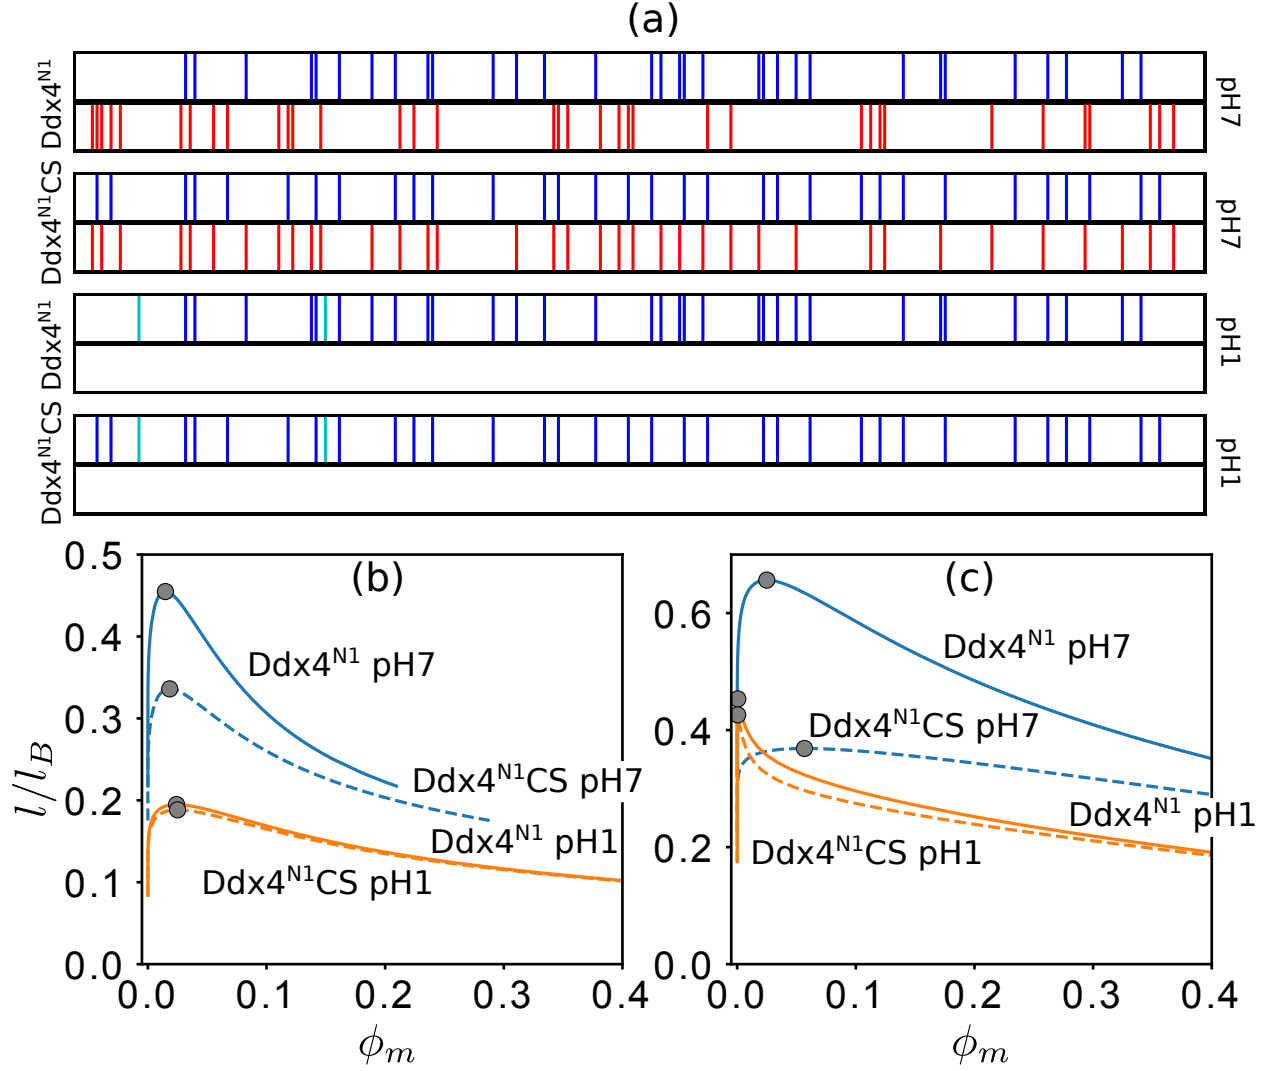 (a)
Ddx4^N1
pH7
Ddx4^N1CS
pH7
Ddx4^N1
pH1
Ddx4^N1CS
pH1
(b)
0.5
0.4
0.3
0.2
0.1
0.0
l/l_B
Ddx4^N1 pH7
Ddx4^N1CS pH7
Ddx4^N1 pH1
Ddx4^N1CS pH1
0.0 0.1 0.2 0.3 0.4
ϕ_m
(c)
0.6
0.4
0.2
0.0
Ddx4^N1 pH7
Ddx4^N1CS pH7
Ddx4^N1 pH1
Ddx4^N1CS pH1
0.0 0.1 0.2 0.3 0.4
ϕ_m